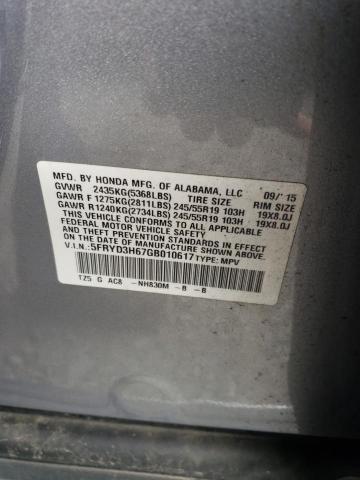 MFD. BY HONDA MFG. OF ALABAMA, LLC 09/'15
GVWR 2435KG(5368LBS) TIRE SIZE RIM SIZE
GAWR F 1275KG(2811LBS) 245/55R19 103H 19X8.0J
GAWR R1240KG(2734LBS) 245/55R19 103H 19X8.0J
THIS VEHICLE CONFORMS TO ALL APPLICABLE
FEDERAL MOTOR VEHICLE SAFETY AND
THEFT PREVENTION STANDARDS IN EFFECT ON
THE DATE OF MANUFACTURE SHOWN ABOVE.
V.I.N.:5FRYD3H67GB010617 TYPE: MPV
TZ5 G AC8 -NH830M -B -B